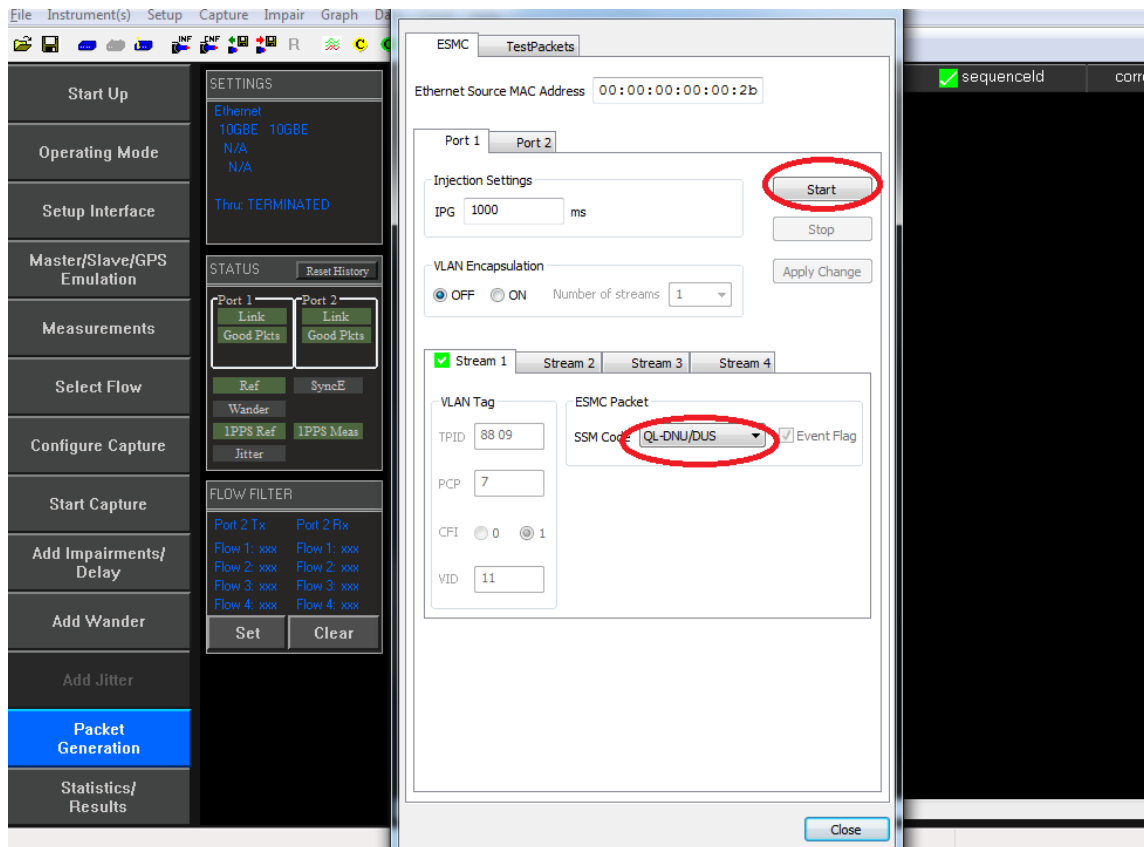 File Instrument(s) Setup Capture Impair Graph
R
Start Up
Operating Mode
Setup Interface
Master/Slave/GPS
Emulation
Measurements
Select Flow
Configure Capture
Start Capture
Add Impairments/
Delay
Add Wander
Add Jitter
Packet
Generation
Statistics/
Results
SETTINGS
Ethernet
10GBE 10GBE
N/A
N/A
Thru: TERMINATED
STATUS Reset History
Port 1 Port 2
Link Link
Good Pkts Good Pkts
Ref SyncE
Wander
1PPS Ref 1PPS Meas
Jitter
FLOW FILTER
Port 2 Tx Port 2 Rx
Flow 1: xxx Flow 1: xxx
Flow 2: xxx Flow 2: xxx
Flow 3: xxx Flow 3: xxx
Flow 4: xxx Flow 4: xxx
Set Clear
ESMC TestPackets
Ethernet Source MAC Address 00:00:00:00:00:2b
Port 1 Port 2
Injection Settings
IPG 1000 ms
Start
Stop
Apply Change
VLAN Encapsulation
OFF ON Number of streams 1
Stream 1 Stream 2 Stream 3 Stream 4
VLAN Tag
TPID 88 09
PCP 7
CFI 0 1
VID 11
ESMC Packet
SSM Code QL-DNU/DUS Event Flag
Close
sequenceId